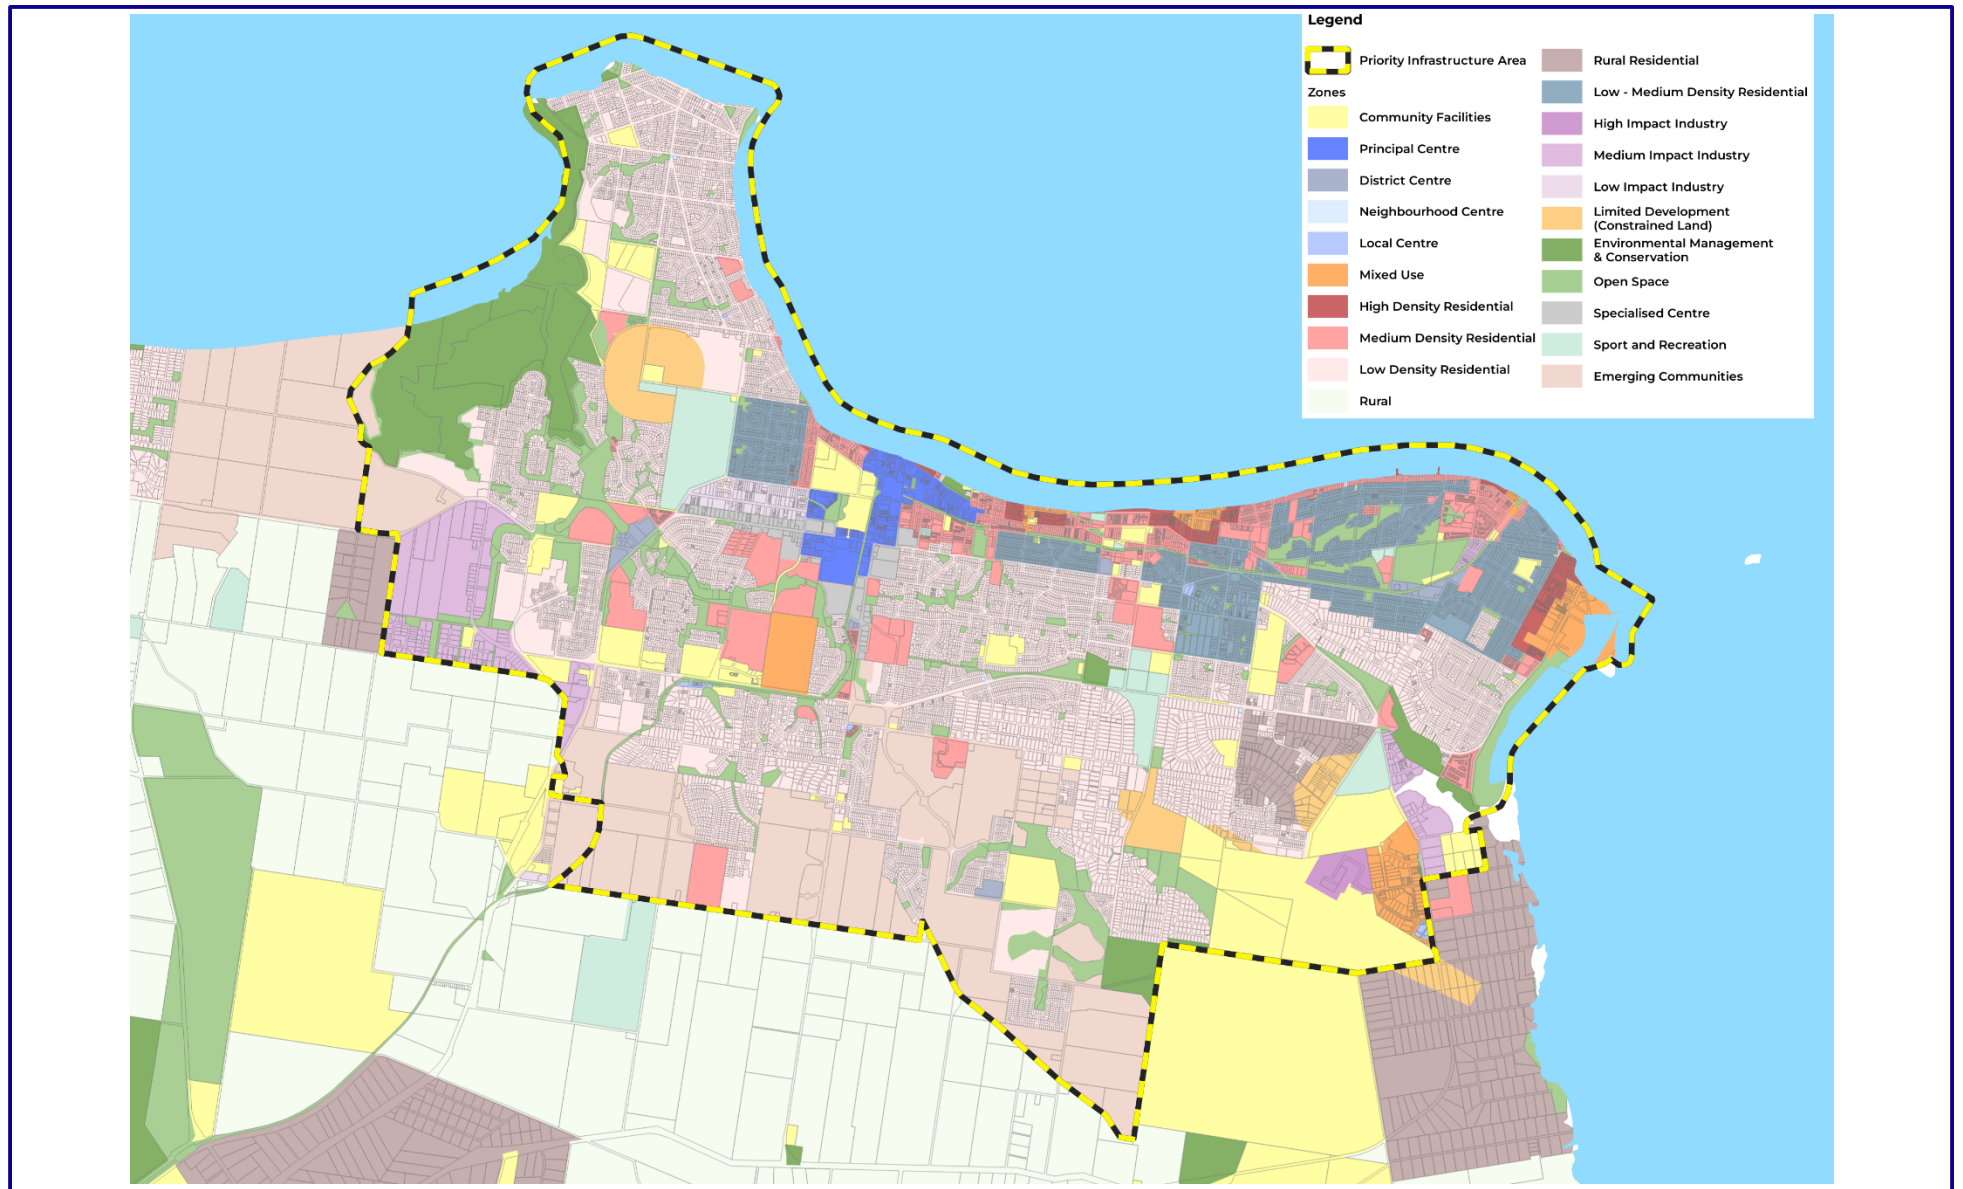 Legend
Priority Infrastructure Area
Zones
Community Facilities
Principal Centre
District Centre
Neighbourhood Centre
Local Centre
Mixed Use
High Density Residential
Medium Density Residential
Low Density Residential
Rural
Rural Residential
Low - Medium Density Residential
High Impact Industry
Medium Impact Industry
Low Impact Industry
Limited Development
(Constrained Land)
Environmental Management
& Conservation
Open Space
Specialised Centre
Sport and Recreation
Emerging Communities